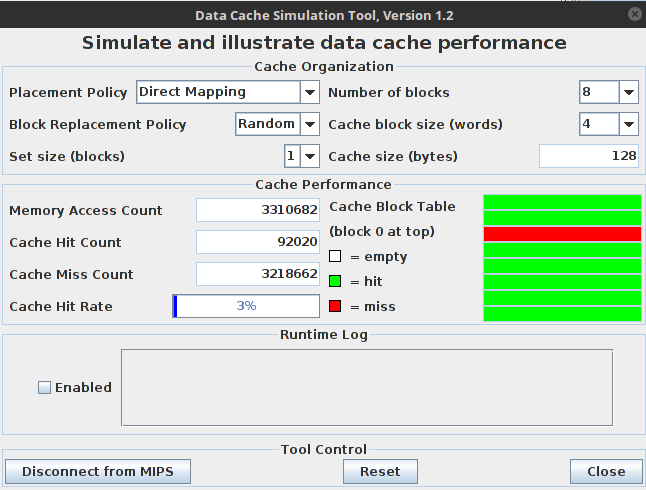 Data Cache Simulation Tool, Version 1.2
Simulate and illustrate data cache performance
Cache Organization
Placement Policy Direct Mapping Number of blocks 8
Block Replacement Policy Random Cache block size (words) 4
Set size (blocks) 1 Cache size (bytes) 128
Cache Performance
Memory Access Count 3310682 Cache Block Table
(block 0 at top)
Cache Hit Count 92020
= empty
Cache Miss Count 3218662 = hit
Cache Hit Rate 3% = miss
Runtime Log
Enabled
Tool Control
Disconnect from MIPS Reset Close